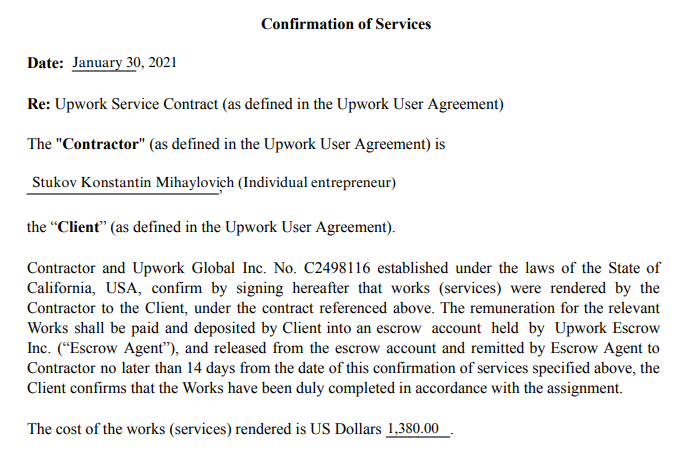 Confirmation of Services
Date: January 30, 2021
Re: Upwork Service Contract (as defined in the Upwork User Agreement)
The "Contractor" (as defined in the Upwork User Agreement) is
Stukov Konstantin Mihaylovich (Individual entrepreneur)
,
the “Client” (as defined in the Upwork User Agreement).
Contractor and Upwork Global Inc. No. C2498116 established under the laws of the State of
California, USA, confirm by signing hereafter that works (services) were rendered by the
Contractor to the Client, under the contract referenced above. The remuneration for the relevant
Works shall be paid and deposited by Client into an escrow account held by Upwork Escrow
Inc. (“Escrow Agent”), and released from the escrow account and remitted by Escrow Agent to
Contractor no later than 14 days from the date of this confirmation of services specified above, the
Client confirms that the Works have been duly completed in accordance with the assignment.
The cost of the works (services) rendered is US Dollars 1,380.00 .